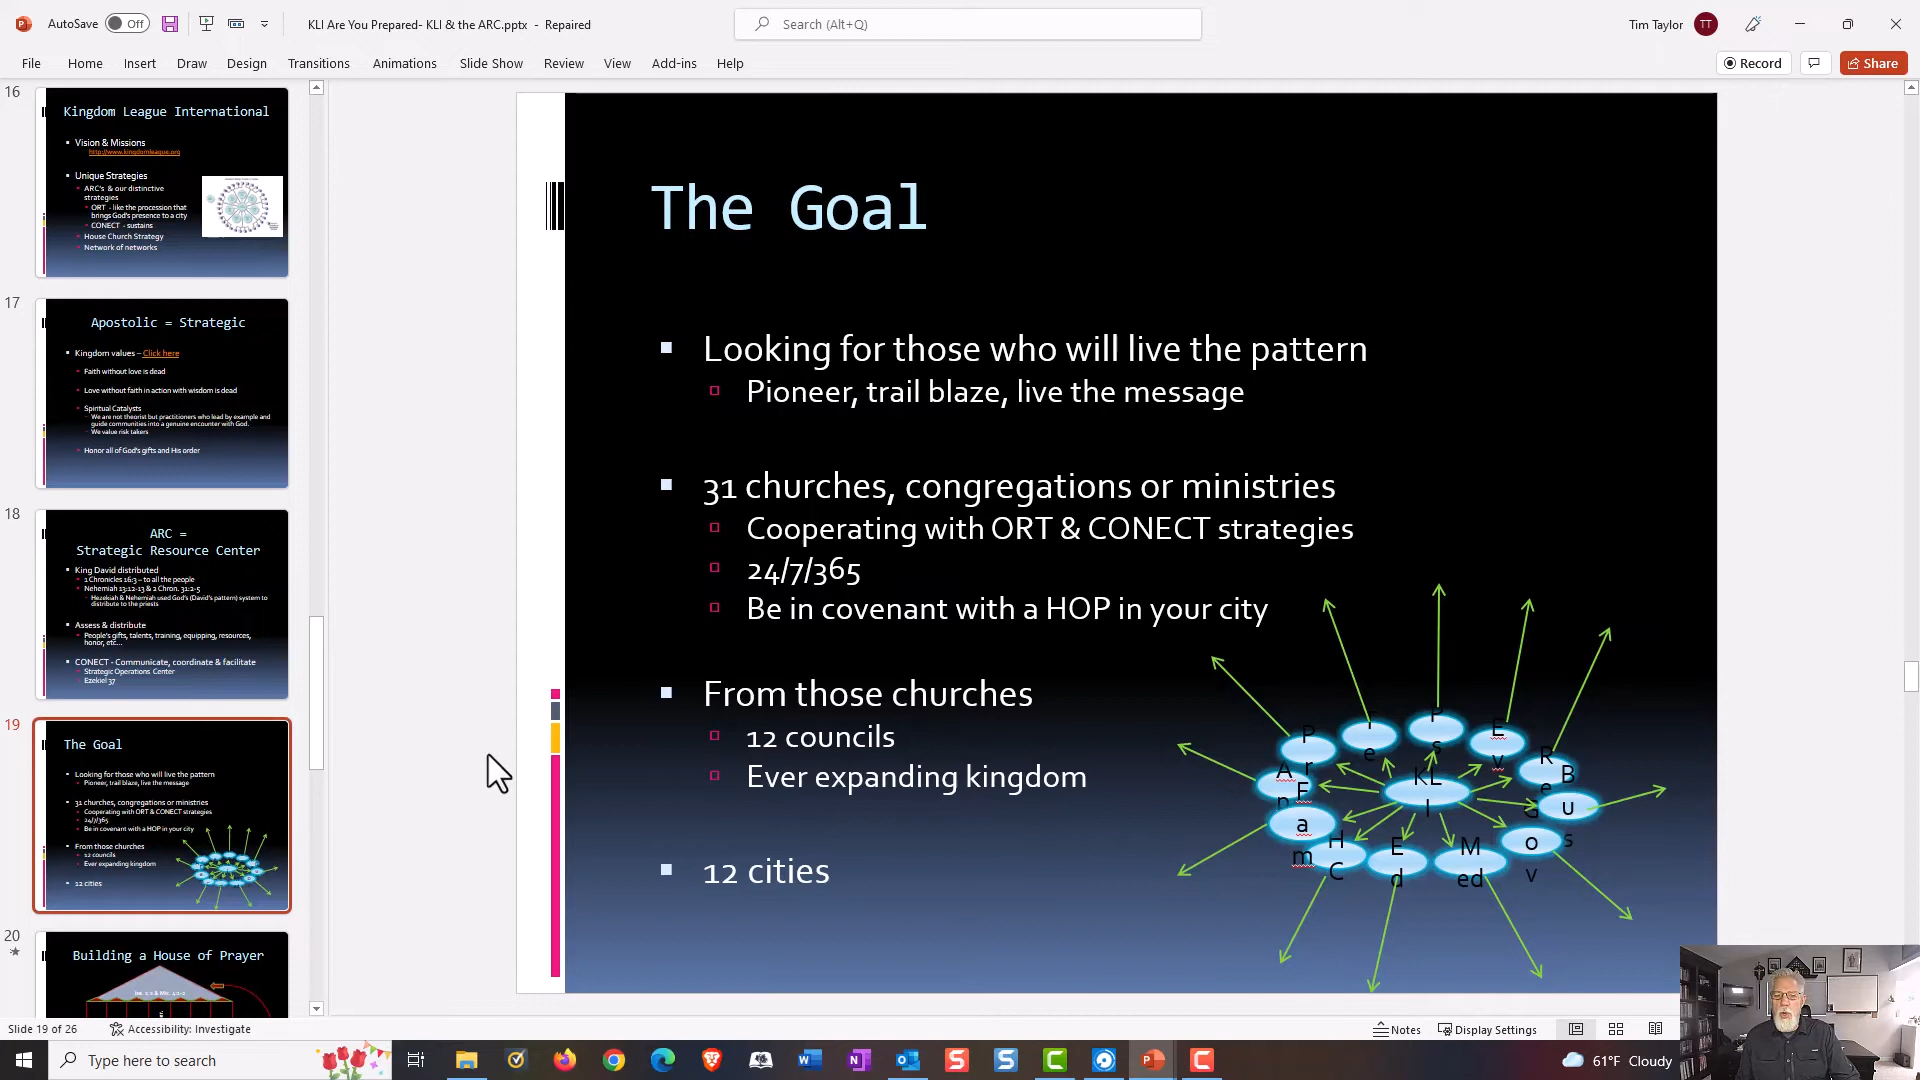 AutoSave Off KLI Are You Prepared- KLI & the ARC.pptx - Repaired Search (Alt+Q) Tim Taylor TT
File Home Insert Draw Design Transitions Animations Slide Show Review View Add-ins Help Record Share
16
Kingdom League International
Vision & Missions
http://www.kingdomleague.org
Unique Strategies
ARC's & our distinctive
strategies
ORT - like the procession that
brings God's presence to a city
CONECT - sustains
House Church Strategy
Network of networks
17
Apostolic = Strategic
Kingdom values – Click here
Faith without love is dead
Love without faith in action with wisdom is dead
Spiritual Catalysts
We are not theorist but practitioners who lead by example and
guide communities into a genuine encounter with God.
We value risk takers
Honor all of God's gifts and His order
18
ARC =
Strategic Resource Center
King David distributed
1 Chronicles 16:3 – to all the people
Nehemiah 13:12-13 & 2 Chron. 31:2-5
Hezekiah & Nehemiah used God's (David's pattern) system to
distribute to the priests
Assess & distribute
People's gifts, talents, training, equipping, resources,
honor, etc...
CONECT - Communicate, coordinate & facilitate
Strategic Operations Center
Ezekiel 37
19
The Goal
Looking for those who will live the pattern
Pioneer, trail blaze, live the message
31 churches, congregations or ministries
Cooperating with ORT & CONECT strategies
24/7/365
Be in covenant with a HOP in your city
From those churches
12 councils
Ever expanding kingdom
12 cities
20
Building a House of Prayer
The Goal
Looking for those who will live the pattern
Pioneer, trail blaze, live the message
31 churches, congregations or ministries
Cooperating with ORT & CONECT strategies
24/7/365
Be in covenant with a HOP in your city
From those churches
12 councils
Ever expanding kingdom
12 cities
Pr
Te
Ps
Ev
Re
Bus
Gov
Med
Ed
HC
Fam
Ap
KLI
Slide 19 of 26 Accessibility: Investigate Notes Display Settings
Type here to search 61°F Cloudy